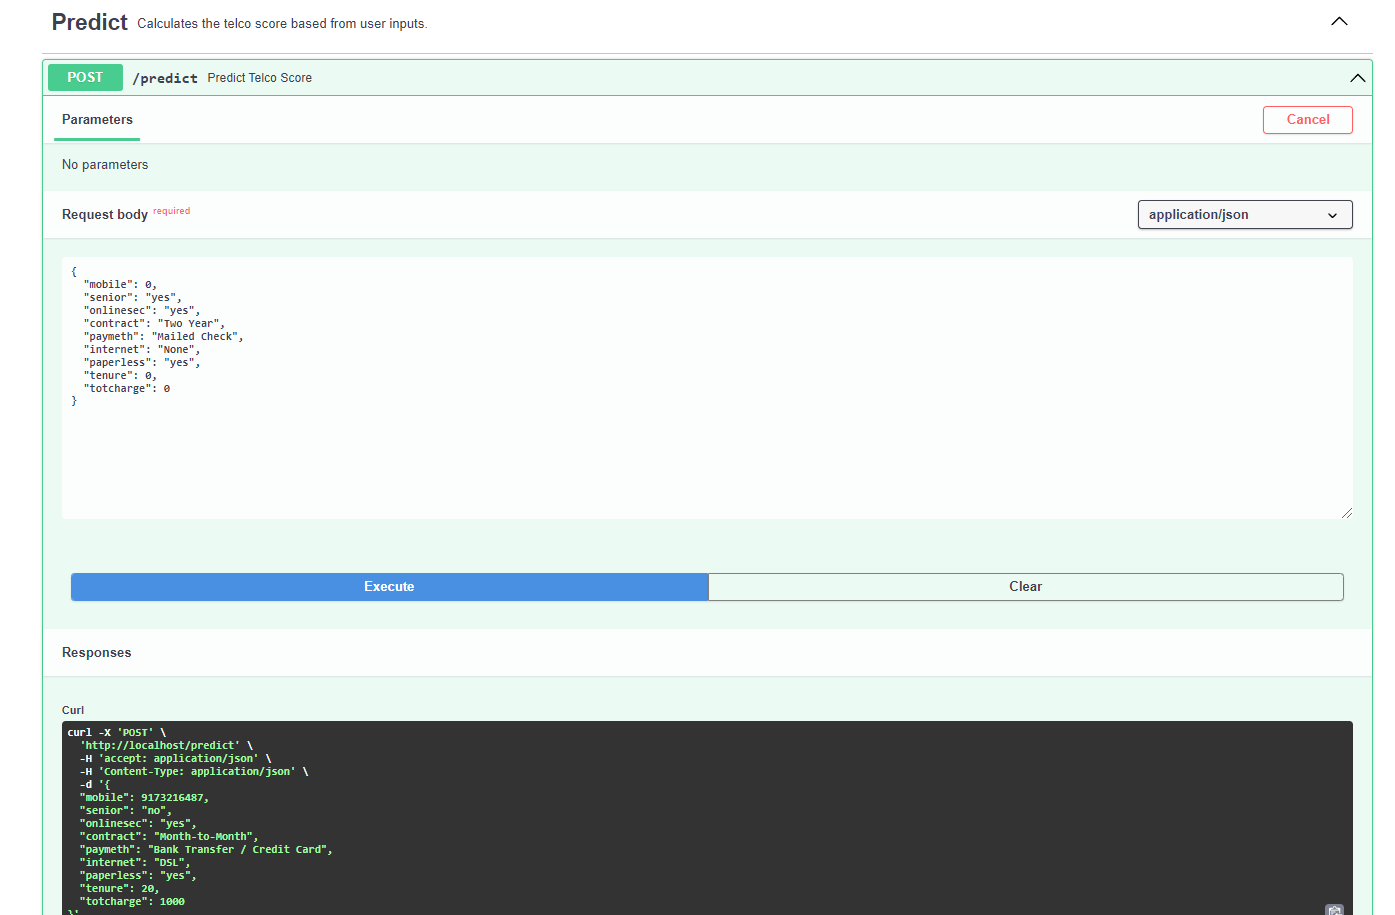 Predict Calculates the telco score based from user inputs.
POST /predict Predict Telco Score
Parameters
Cancel
No parameters
Request body required
application/json
{
  "mobile": 0,
  "senior": "yes",
  "onlinesec": "yes",
  "contract": "Two Year",
  "paymeth": "Mailed Check",
  "internet": "None",
  "paperless": "yes",
  "tenure": 0,
  "totcharge": 0
}
Execute
Clear
Responses
Curl
curl -X 'POST' \
  'http://localhost/predict' \
  -H 'accept: application/json' \
  -H 'Content-Type: application/json' \
  -d '{
  "mobile": 9173216487,
  "senior": "no",
  "onlinesec": "yes",
  "contract": "Month-to-Month",
  "paymeth": "Bank Transfer / Credit Card",
  "internet": "DSL",
  "paperless": "yes",
  "tenure": 20,
  "totcharge": 1000
}'